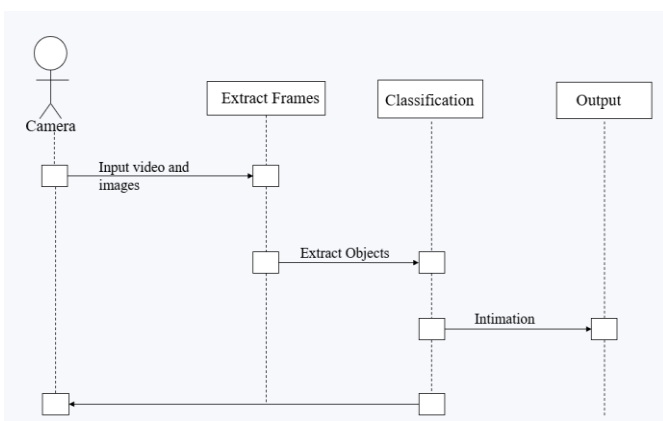 Extract Frames
Classification
Output
Camera
Input video and
images
Extract Objects
Intimation